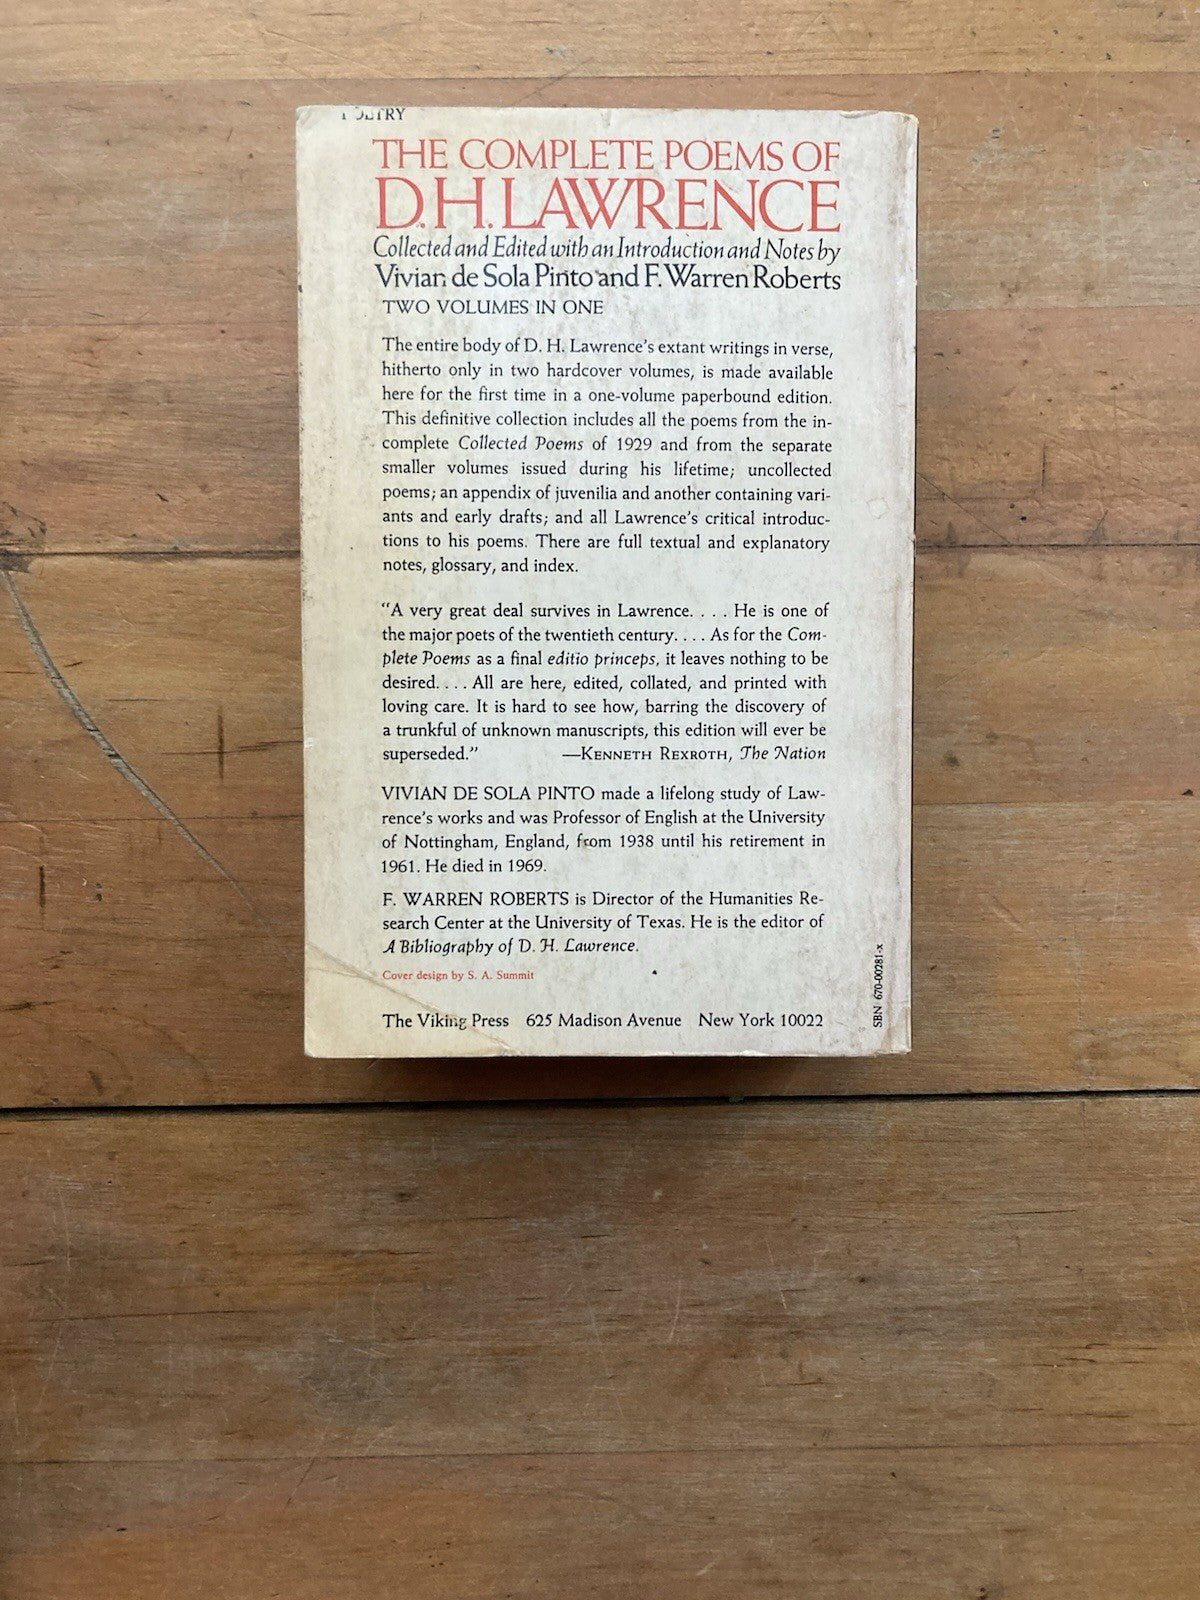 POETRY
THE COMPLETE POEMS OF
D.H. LAWRENCE
Collected and Edited with an Introduction and Notes by
Vivian de Sola Pinto and F. Warren Roberts
TWO VOLUMES IN ONE
The entire body of D. H. Lawrence's extant writings in verse,
hitherto only in two hardcover volumes, is made available
here for the first time in a one-volume paperbound edition.
This definitive collection includes all the poems from the in-
complete Collected Poems of 1929 and from the separate
smaller volumes issued during his lifetime; uncollected
poems; an appendix of juvenilia and another containing vari-
ants and early drafts; and all Lawrence's critical introduc-
tions to his poems. There are full textual and explanatory
notes, glossary, and index.
"A very great deal survives in Lawrence. . . . He is one of
the major poets of the twentieth century. . . . As for the Com-
plete Poems as a final editio princeps, it leaves nothing to be
desired. . . . All are here, edited, collated, and printed with
loving care. It is hard to see how, barring the discovery of
a trunkful of unknown manuscripts, this edition will ever be
superseded." —KENNETH REXROTH, The Nation
VIVIAN DE SOLA PINTO made a lifelong study of Law-
rence's works and was Professor of English at the University
of Nottingham, England, from 1938 until his retirement in
1961. He died in 1969.
F. WARREN ROBERTS is Director of the Humanities Re-
search Center at the University of Texas. He is the editor of
A Bibliography of D. H. Lawrence.
Cover design by S. A. Summit
The Viking Press 625 Madison Avenue New York 10022
SBN 670-00281-x